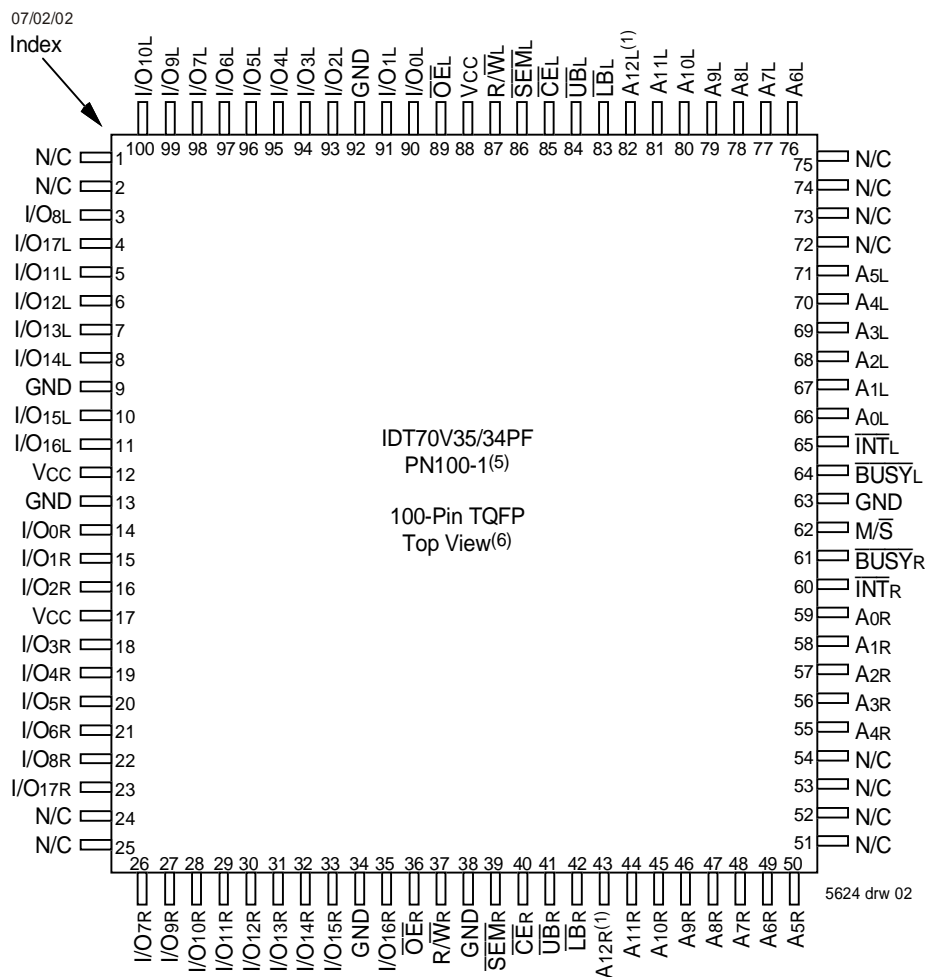 07/02/02
Index
I/O10L
I/O9L
I/O7L
I/O6L
I/O5L
I/O4L
I/O3L
I/O2L
GND
I/O1L
I/O0L
OEL
VCC
R/WL
SEML
CEL
UBL
LBL
A12L(1)
A11L
A10L
A9L
A8L
A7L
A6L
100 99 98 97 96 95 94 93 92 91 90 89 88 87 86 85 84 83 82 81 80 79 78 77 76
N/C 1
N/C 2
I/O8L 3
I/O17L 4
I/O11L 5
I/O12L 6
I/O13L 7
I/O14L 8
GND 9
I/O15L 10
I/O16L 11
VCC 12
GND 13
I/O0R 14
I/O1R 15
I/O2R 16
VCC 17
I/O3R 18
I/O4R 19
I/O5R 20
I/O6R 21
I/O8R 22
I/O17R 23
N/C 24
N/C 25
IDT70V35/34PF
PN100-1(5)
100-Pin TQFP
Top View(6)
75 N/C
74 N/C
73 N/C
72 N/C
71 A5L
70 A4L
69 A3L
68 A2L
67 A1L
66 A0L
65 INTL
64 BUSYL
63 GND
62 M/S
61 BUSYR
60 INTR
59 A0R
58 A1R
57 A2R
56 A3R
55 A4R
54 N/C
53 N/C
52 N/C
51 N/C
26 27 28 29 30 31 32 33 34 35 36 37 38 39 40 41 42 43 44 45 46 47 48 49 50
I/O7R
I/O9R
I/O10R
I/O11R
I/O12R
I/O13R
I/O14R
I/O15R
GND
I/O16R
OER
R/WR
GND
SEMR
CER
UBR
LBR
A12R(1)
A11R
A10R
A9R
A8R
A7R
A6R
A5R
5624 drw 02